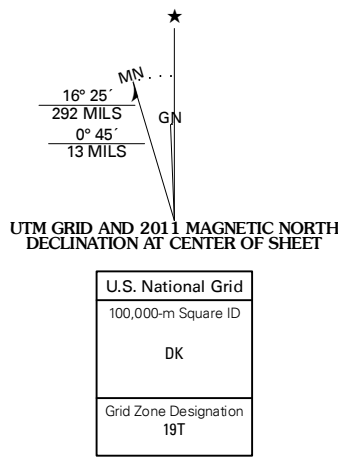 ★
MN
16° 25´
292 MILS
GN
0° 45´
13 MILS
UTM GRID AND 2011 MAGNETIC NORTH
DECLINATION AT CENTER OF SHEET
U.S. National Grid
100,000-m Square ID
DK
Grid Zone Designation
19T